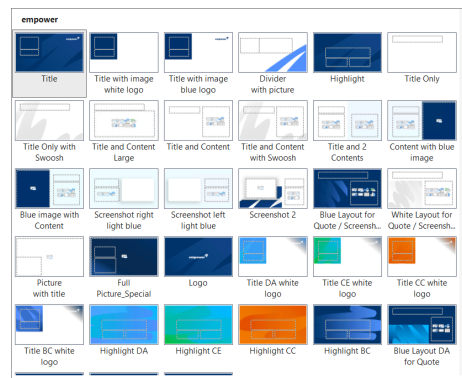 empower
Title
Title with image
white logo
Title with image
blue logo
Divider
with picture
Highlight
Title Only
Title Only with
Swoosh
Title and Content
Large
Title and Content
Title and Content
with Swoosh
Title and 2
Contents
Content with blue
image
Blue image with
Content
Screenshot right
light blue
Screenshot left
light blue
Screenshot 2
Blue Layout for
Quote / Screensh...
White Layout for
Quote / Screensh...
Picture
with title
Full
Picture_Special
empower
Logo
Title DA white
logo
Title CE white
logo
Title CC white
logo
Title BC white
logo
Highlight DA
Highlight CE
Highlight CC
Highlight BC
Blue Layout DA
for Quote